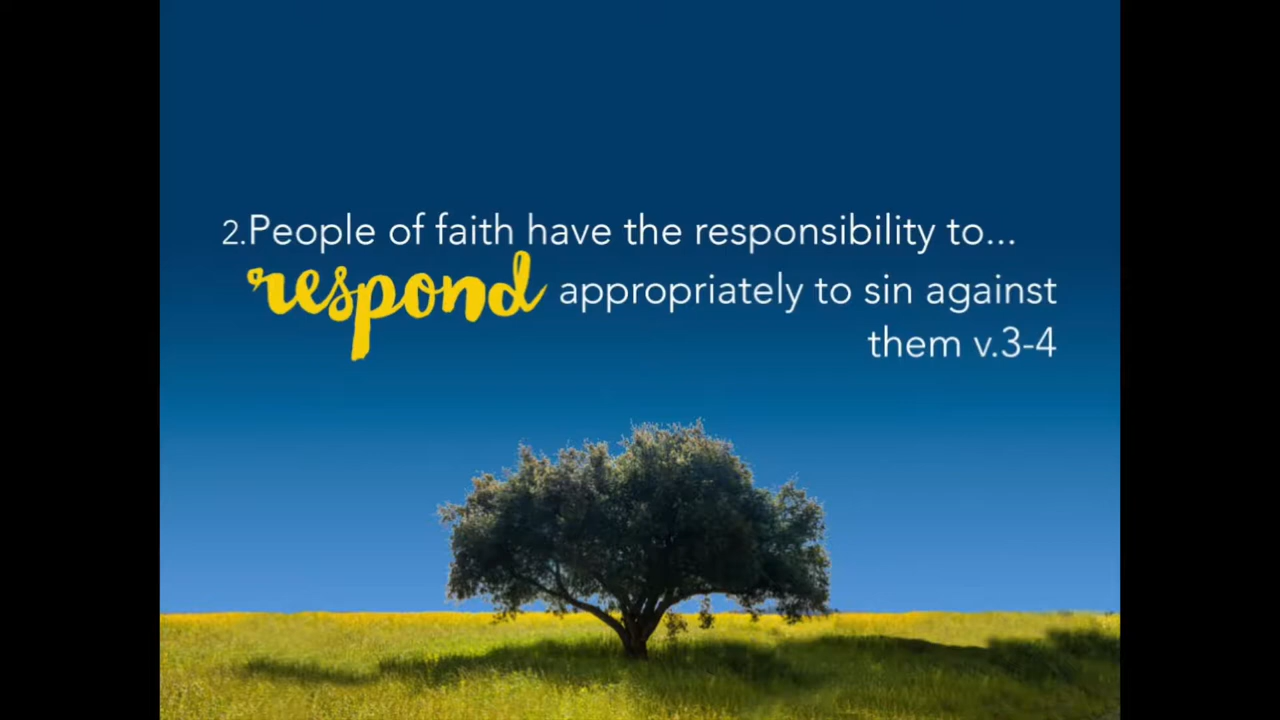 2.People of faith have the responsibility to...
respond appropriately to sin against
them v.3-4